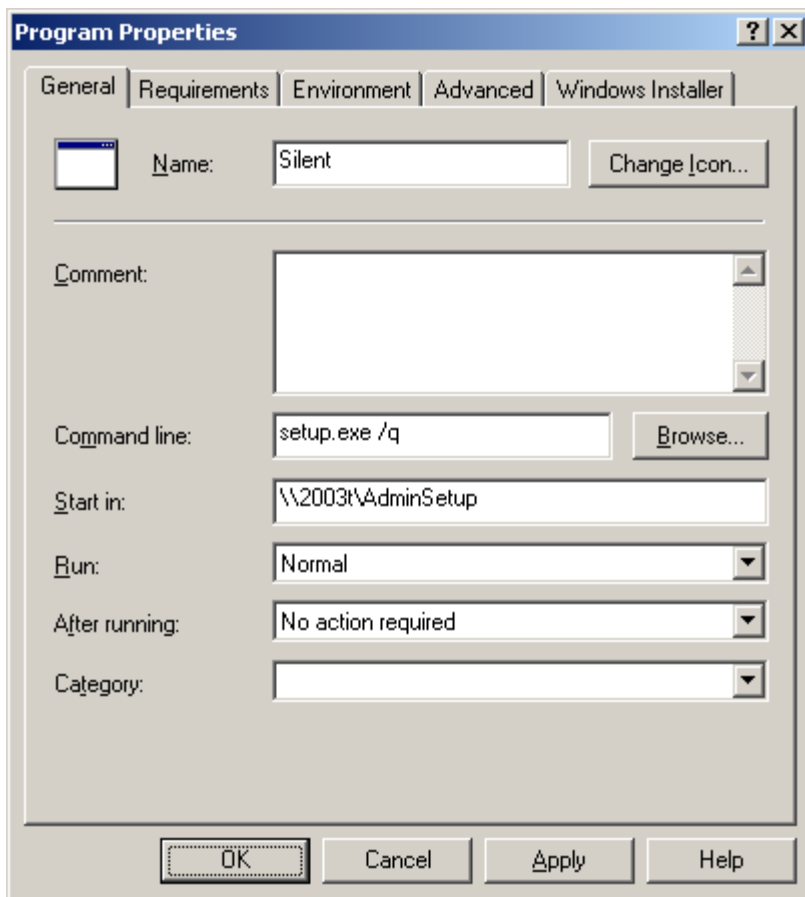 Program Properties
General Requirements Environment Advanced Windows Installer
Name: Silent Change Icon...
Comment:
Command line: setup.exe /q Browse...
Start in: \\2003t\AdminSetup
Run: Normal
After running: No action required
Category:
OK Cancel Apply Help